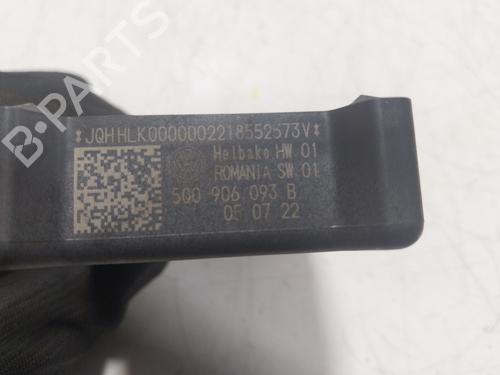 *JQHHLK0000002218552573V*
Helbako HW 01
ROMANIA SW 01
5Q0 906 093 B
05 07 22
B-PARTS